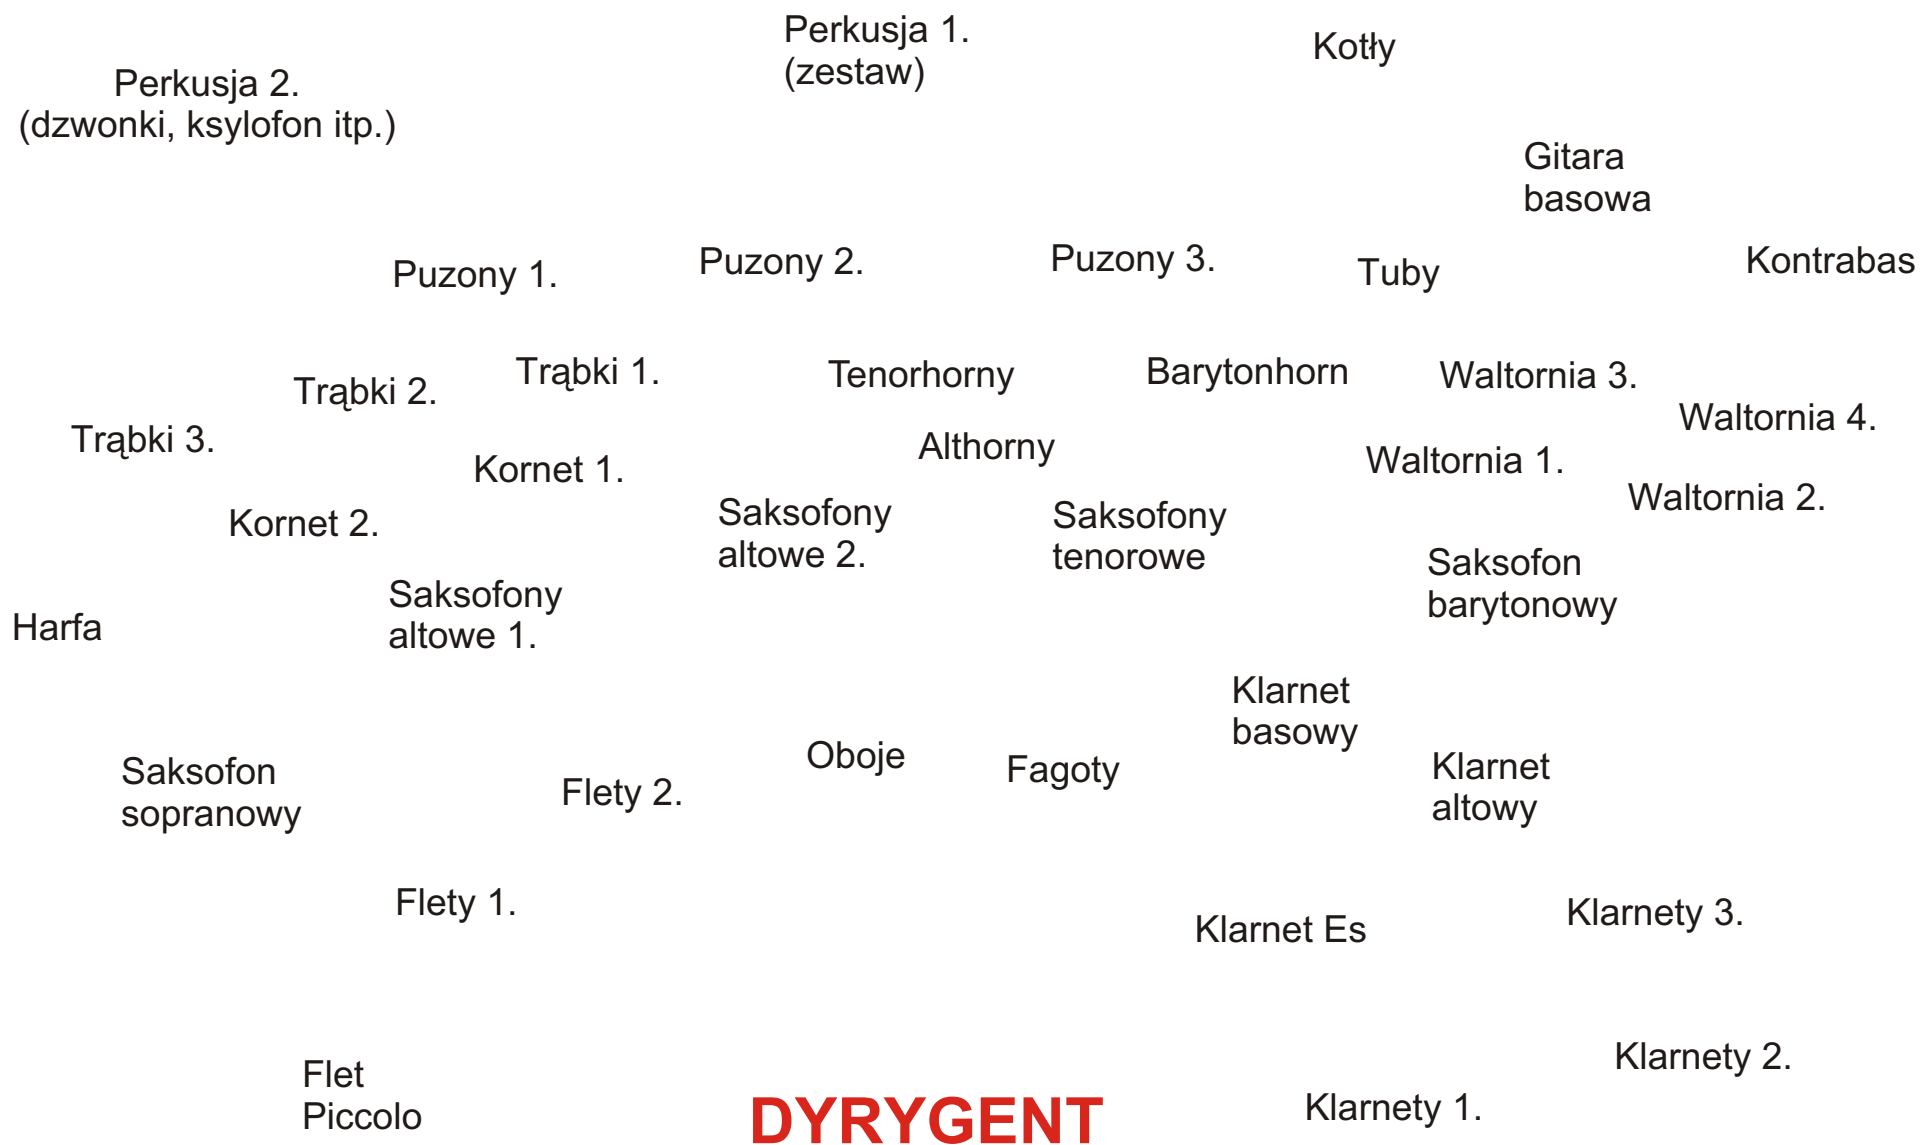 Perkusja 1.
(zestaw)
Kotły
Perkusja 2.
(dzwonki, ksylofon itp.)
Gitara
basowa
Puzony 1.
Puzony 2.
Puzony 3.
Tuby
Kontrabas
Trąbki 3.
Trąbki 2.
Trąbki 1.
Tenorhorny
Barytonhorn
Waltornia 3.
Waltornia 4.
Kornet 2.
Kornet 1.
Althorny
Waltornia 1.
Waltornia 2.
Harfa
Saksofony
altowe 1.
Saksofony
altowe 2.
Saksofony
tenorowe
Saksofon
barytonowy
Saksofon
sopranowy
Flety 2.
Oboje
Fagoty
Klarnet
basowy
Klarnet
altowy
Flety 1.
Klarnet Es
Klarnety 3.
Flet
Piccolo
DYRYGENT
Klarnety 1.
Klarnety 2.